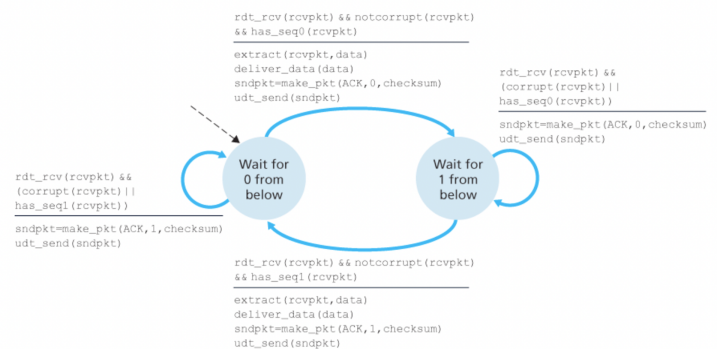 rdt_rcv(rcvpkt) && notcorrupt(rcvpkt)
&& has_seq0(rcvpkt)
extract(rcvpkt,data)
deliver_data(data)
sndpkt=make_pkt(ACK,0,checksum)
udt_send(sndpkt)
rdt_rcv(rcvpkt) &&
(corrupt(rcvpkt)||
has_seq0(rcvpkt))
sndpkt=make_pkt(ACK,0,checksum)
udt_send(sndpkt)
Wait for
0 from
below
Wait for
1 from
below
rdt_rcv(rcvpkt) &&
(corrupt(rcvpkt)||
has_seq1(rcvpkt))
sndpkt=make_pkt(ACK,1,checksum)
udt_send(sndpkt)
rdt_rcv(rcvpkt) && notcorrupt(rcvpkt)
&& has_seq1(rcvpkt)
extract(rcvpkt,data)
deliver_data(data)
sndpkt=make_pkt(ACK,1,checksum)
udt_send(sndpkt)